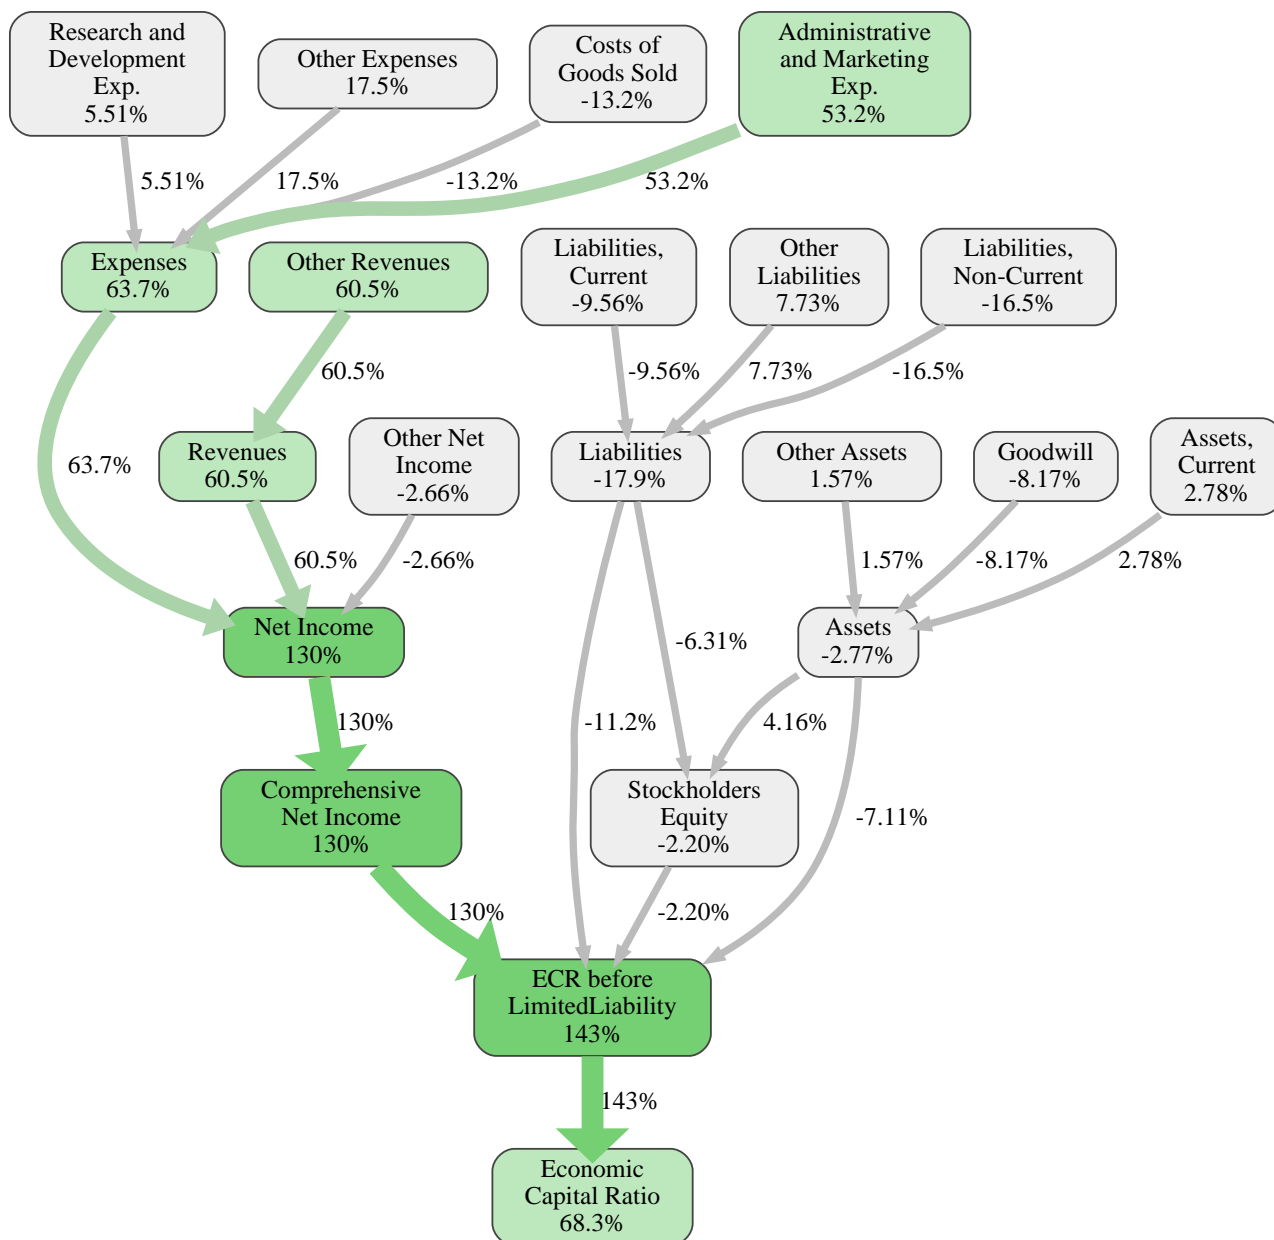 Research and
Development
Exp.
5.51%
Other Expenses
17.5%
Costs of
Goods Sold
-13.2%
Administrative
and Marketing
Exp.
53.2%
5.51%
17.5%
-13.2%
53.2%
Expenses
63.7%
Other Revenues
60.5%
Liabilities,
Current
-9.56%
Other
Liabilities
7.73%
Liabilities,
Non-Current
-16.5%
60.5%
-9.56%
7.73%
-16.5%
63.7%
Revenues
60.5%
Other Net
Income
-2.66%
Liabilities
-17.9%
Other Assets
1.57%
Goodwill
-8.17%
Assets,
Current
2.78%
60.5%
-2.66%
1.57%
-8.17%
2.78%
Net Income
130%
-6.31%
Assets
-2.77%
130%
-11.2%
4.16%
Comprehensive
Net Income
130%
Stockholders
Equity
-2.20%
-7.11%
130%
-2.20%
ECR before
LimitedLiability
143%
143%
Economic
Capital Ratio
68.3%